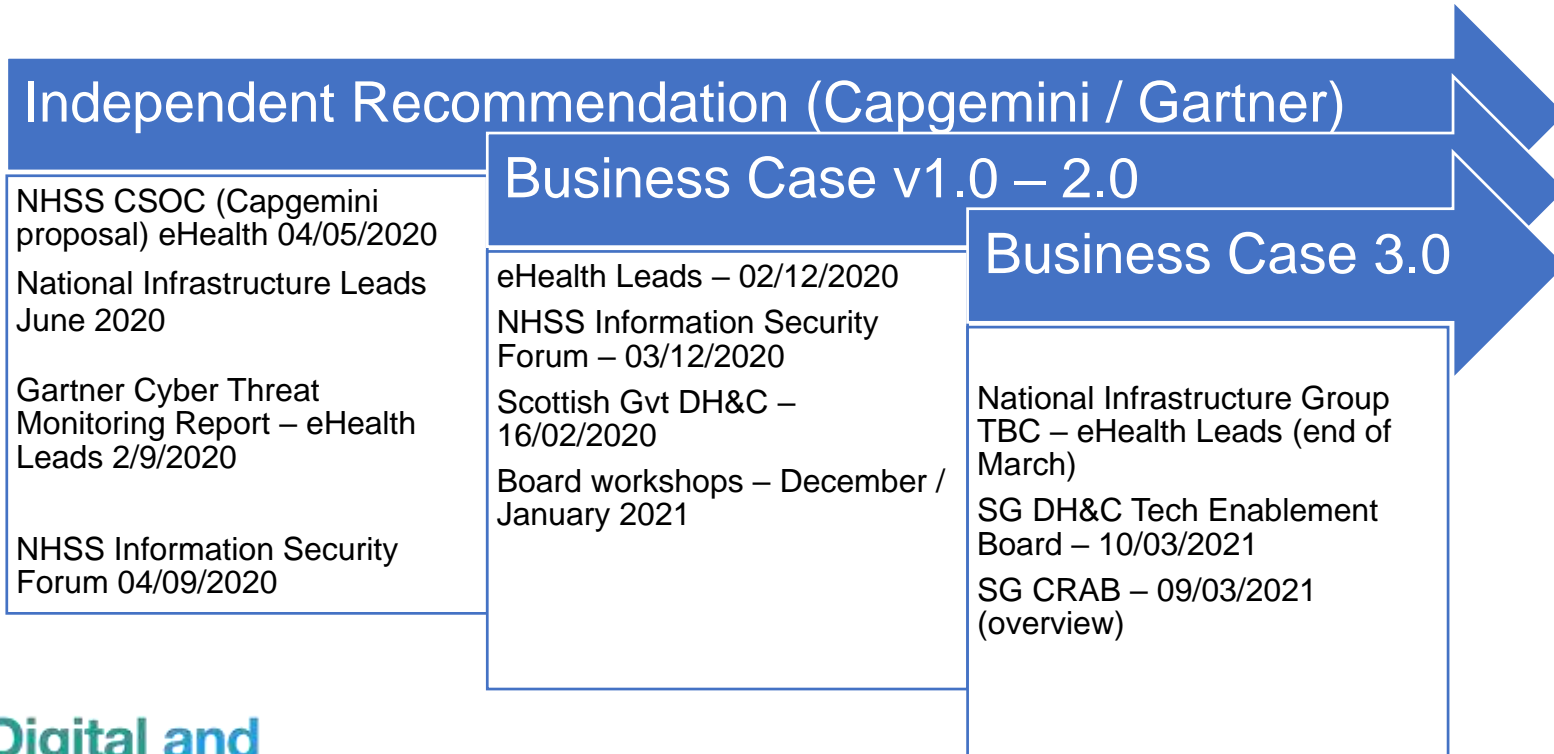 Independent Recommendation (Capgemini / Gartner)
NHSS CSOC (Capgemini
proposal) eHealth 04/05/2020
National Infrastructure Leads
June 2020
Gartner Cyber Threat
Monitoring Report – eHealth
Leads 2/9/2020
NHSS Information Security
Forum 04/09/2020
Business Case v1.0 – 2.0
eHealth Leads – 02/12/2020
NHSS Information Security
Forum – 03/12/2020
Scottish Gvt DH&C –
16/02/2020
Board workshops – December /
January 2021
Business Case 3.0
National Infrastructure Group
TBC – eHealth Leads (end of
March)
SG DH&C Tech Enablement
Board – 10/03/2021
SG CRAB – 09/03/2021
(overview)
Digital and